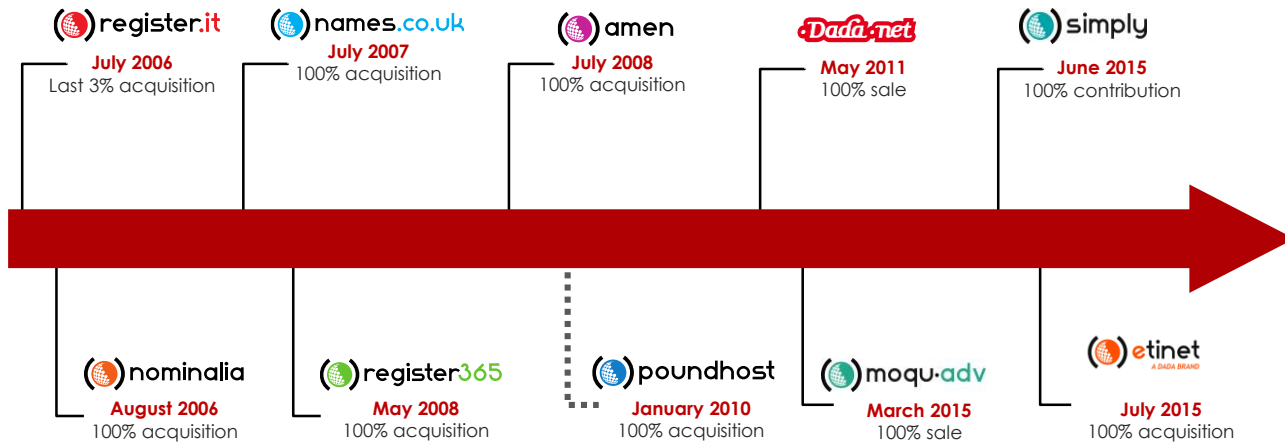 register.it
July 2006
Last 3% acquisition
names.co.uk
July 2007
100% acquisition
amen
July 2008
100% acquisition
Dada.net
May 2011
100% sale
simply
June 2015
100% contribution
nominalia
August 2006
100% acquisition
register365
May 2008
100% acquisition
poundhost
January 2010
100% acquisition
moqu·adv
March 2015
100% sale
etinet
A DADA BRAND
July 2015
100% acquisition